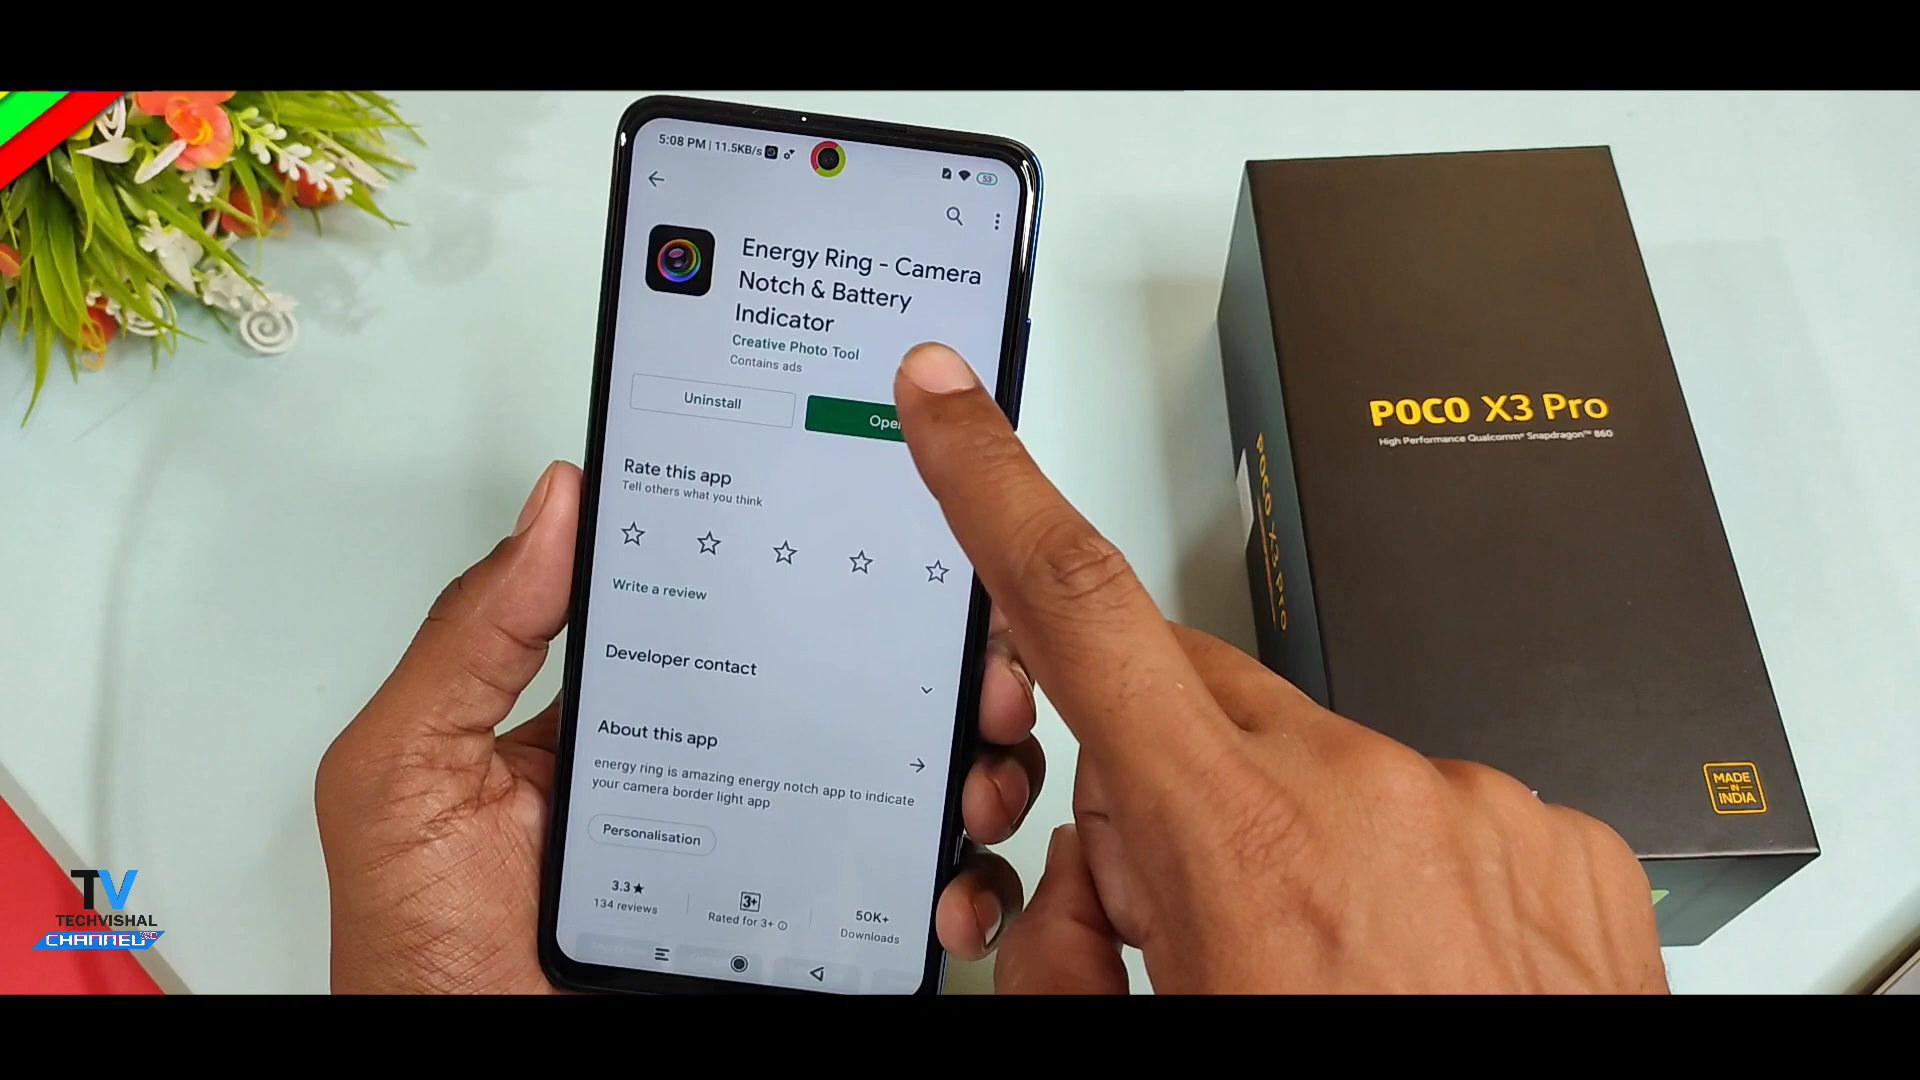 5:08 PM | 11.5KB/s
53
Energy Ring - Camera
Notch & Battery
Indicator
Creative Photo Tool
Contains ads
Uninstall
Open
Rate this app
Tell others what you think
Write a review
Developer contact
About this app
energy ring is amazing energy notch app to indicate
your camera border light app
Personalisation
3.3★
134 reviews
3+
Rated for 3+
50K+
Downloads
POCO X3 Pro
High Performance Qualcomm® Snapdragon™ 860
POCO X3 Pro
MADE
IN
INDIA
TV
TECHVISHAL
CHANNEL